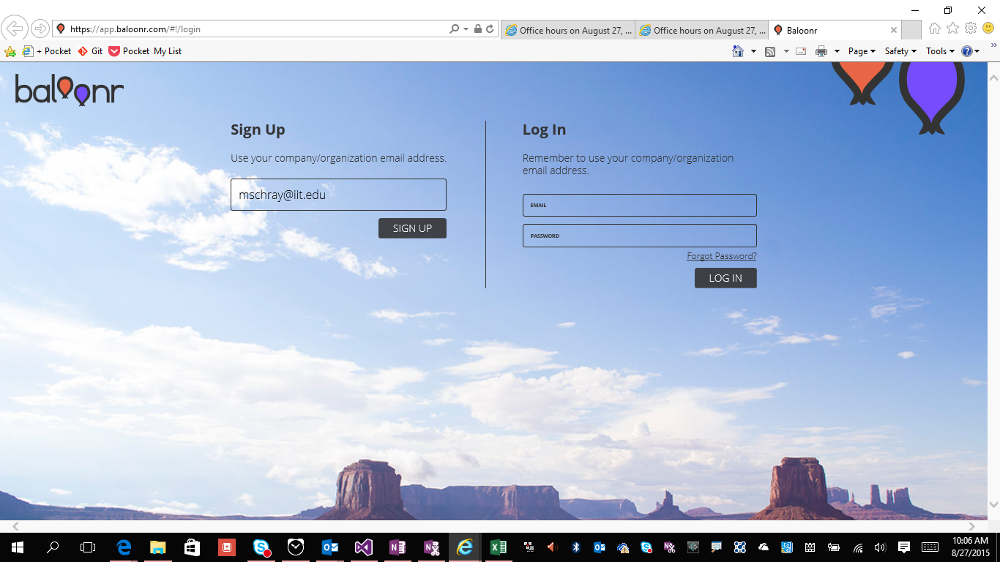 https://app.baloonr.com/#!/login
Office hours on August 27, ...
Office hours on August 27, ...
Baloonr
+ Pocket
Git
Pocket My List
Page
Safety
Tools
baloonr
Sign Up
Use your company/organization email address.
mschray@iit.edu
SIGN UP
Log In
Remember to use your company/organization
email address.
EMAIL
PASSWORD
Forgot Password?
LOG IN
10:06 AM
8/27/2015